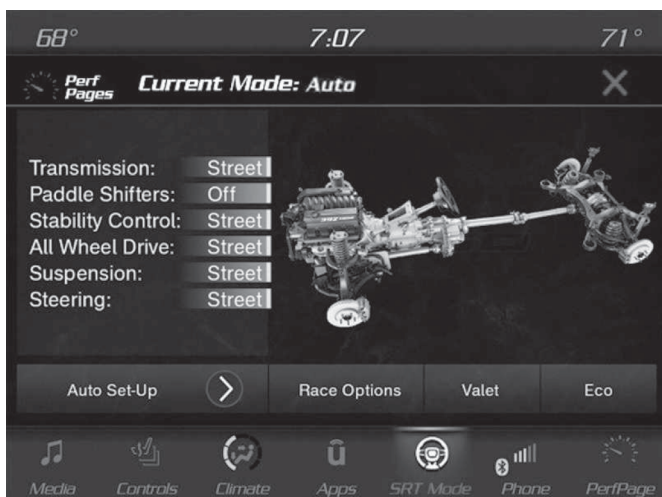 68° 7:07 71°
Perf Pages Current Mode: Auto
Transmission: Street
Paddle Shifters: Off
Stability Control: Street
All Wheel Drive: Street
Suspension: Street
Steering: Street
Auto Set-Up Race Options Valet Eco
Media Controls Climate Apps SRT Mode Phone PerfPage